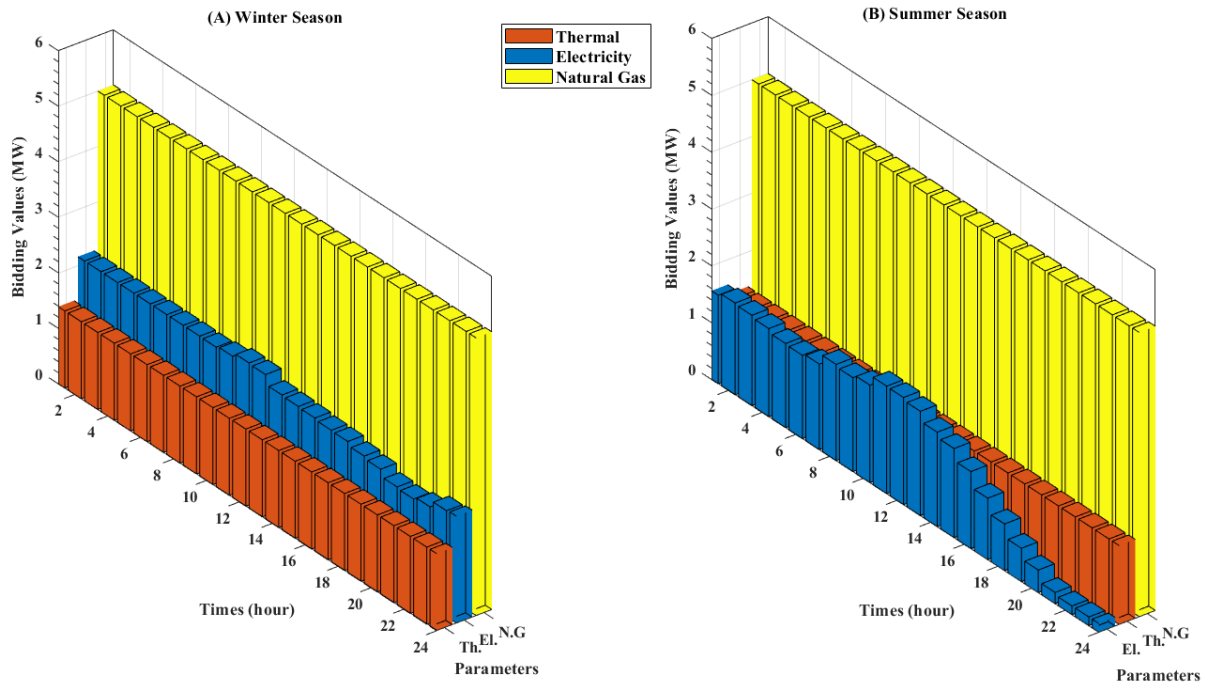 (A) Winter Season
(B) Summer Season
Thermal
Electricity
Natural Gas
Bidding Values (MW)
6
5
4
3
2
1
0
2
4
6
8
10
12
14
16
18
20
22
24
Times (hour)
Th.
El.
N.G
Parameters
Bidding Values (MW)
6
5
4
3
2
1
0
2
4
6
8
10
12
14
16
18
20
22
24
Times (hour)
El.
Th.
N.G
Parameters